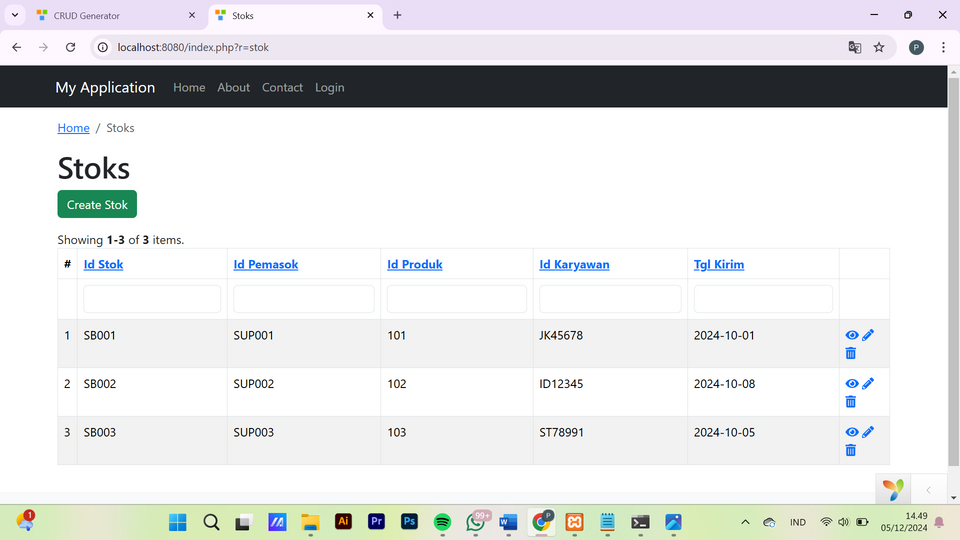 CRUD Generator
Stoks
localhost:8080/index.php?r=stok
P
My Application Home About Contact Login
Home / Stoks
Stoks
Create Stok
Showing 1-3 of 3 items.
# Id Stok Id Pemasok Id Produk Id Karyawan Tgl Kirim
1 SB001 SUP001 101 JK45678 2024-10-01
2 SB002 SUP002 102 ID12345 2024-10-08
3 SB003 SUP003 103 ST78991 2024-10-05
1 Ai Pr Ps 99+ W P IND 14.49
05/12/2024